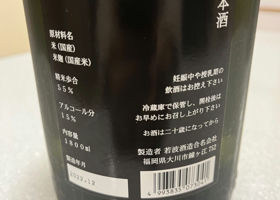 本酒
原材料名
米(国産)
米麹(国産米)
精米歩合
55%
アルコール分
15%
内容量
1800ml
製造年月
2022.12
妊娠中や授乳期の
飲酒はお控え下さい
冷蔵庫で保管し、開栓後は
お早めにお召し上がり下さい
お酒は二十歳になってから
製造者 若波酒造合名会社
福岡県大川市鐘ヶ江752